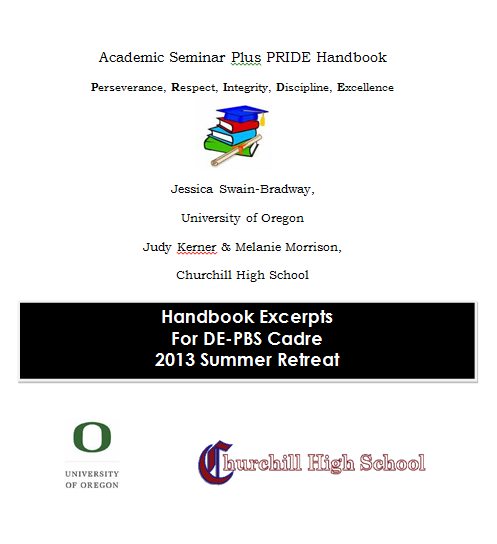 Academic Seminar Plus PRIDE Handbook
Perseverance, Respect, Integrity, Discipline, Excellence
Jessica Swain-Bradway,
University of Oregon
Judy Kerner & Melanie Morrison,
Churchill High School
Handbook Excerpts
For DE-PBS Cadre
2013 Summer Retreat
O
UNIVERSITY
OF OREGON
Churchill High School